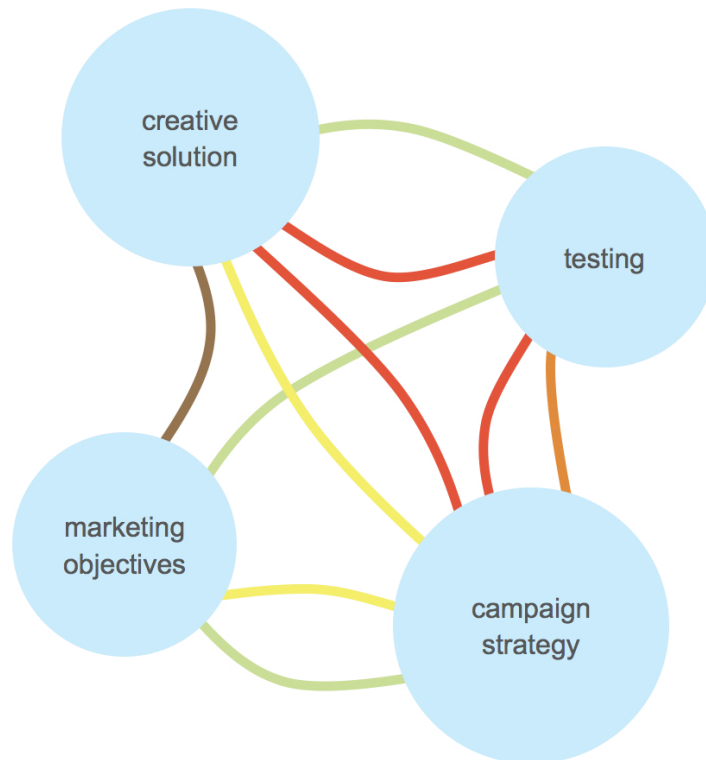 creative
solution
testing
marketing
objectives
campaign
strategy